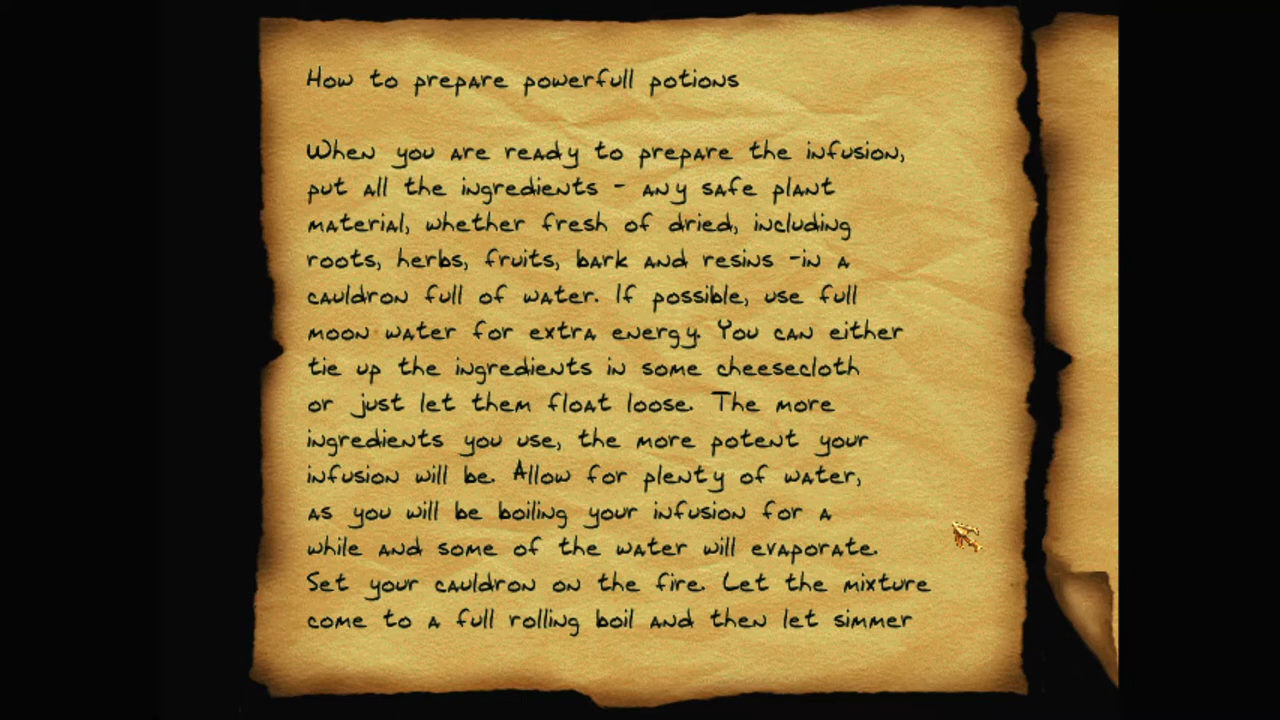 How to prepare powerfull potions
When you are ready to prepare the infusion,
put all the ingredients - any safe plant
material, whether fresh of dried, including
roots, herbs, fruits, bark and resins -in a
cauldron full of water. If possible, use full
moon water for extra energy. You can either
tie up the ingredients in some cheesecloth
or just let them float loose. The more
ingredients you use, the more potent your
infusion will be. Allow for plenty of water,
as you will be boiling your infusion for a
while and some of the water will evaporate.
Set your cauldron on the fire. Let the mixture
come to a full rolling boil and then let simmer